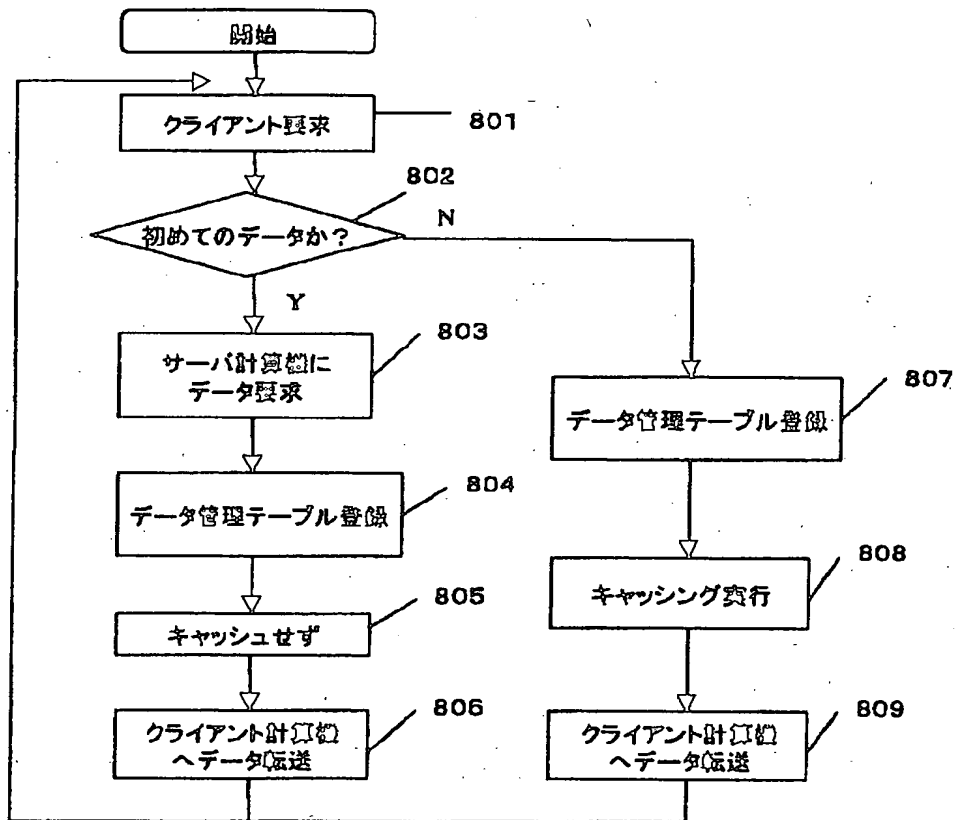 開始
クライアント要求
801
802
初めてのデータか?
N
Y
803
サーバ計算機に
データ要求
807
データ管理テーブル登録
804
データ管理テーブル登録
808
キャッシング実行
805
キャッシュせず
806
クライアント計算機
へデータ転送
809
クライアント計算機
へデータ転送